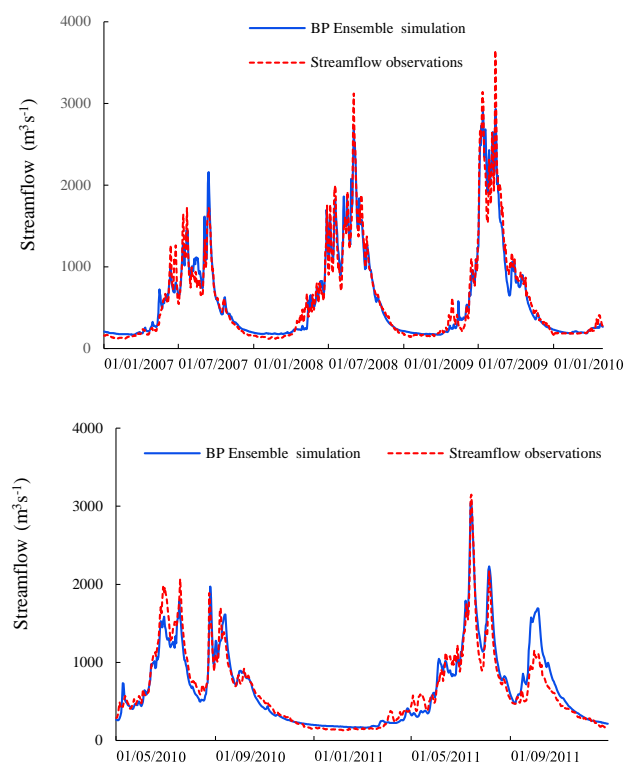 4000
BP Ensemble simulation
Streamflow observations
3000
2000
1000
0
Streamflow (m³s⁻¹)
01/01/2007 01/07/2007 01/01/2008 01/07/2008 01/01/2009 01/07/2009 01/01/2010
4000
BP Ensemble simulation Streamflow observations
3000
2000
1000
0
Streamflow (m³s⁻¹)
01/05/2010 01/09/2010 01/01/2011 01/05/2011 01/09/2011